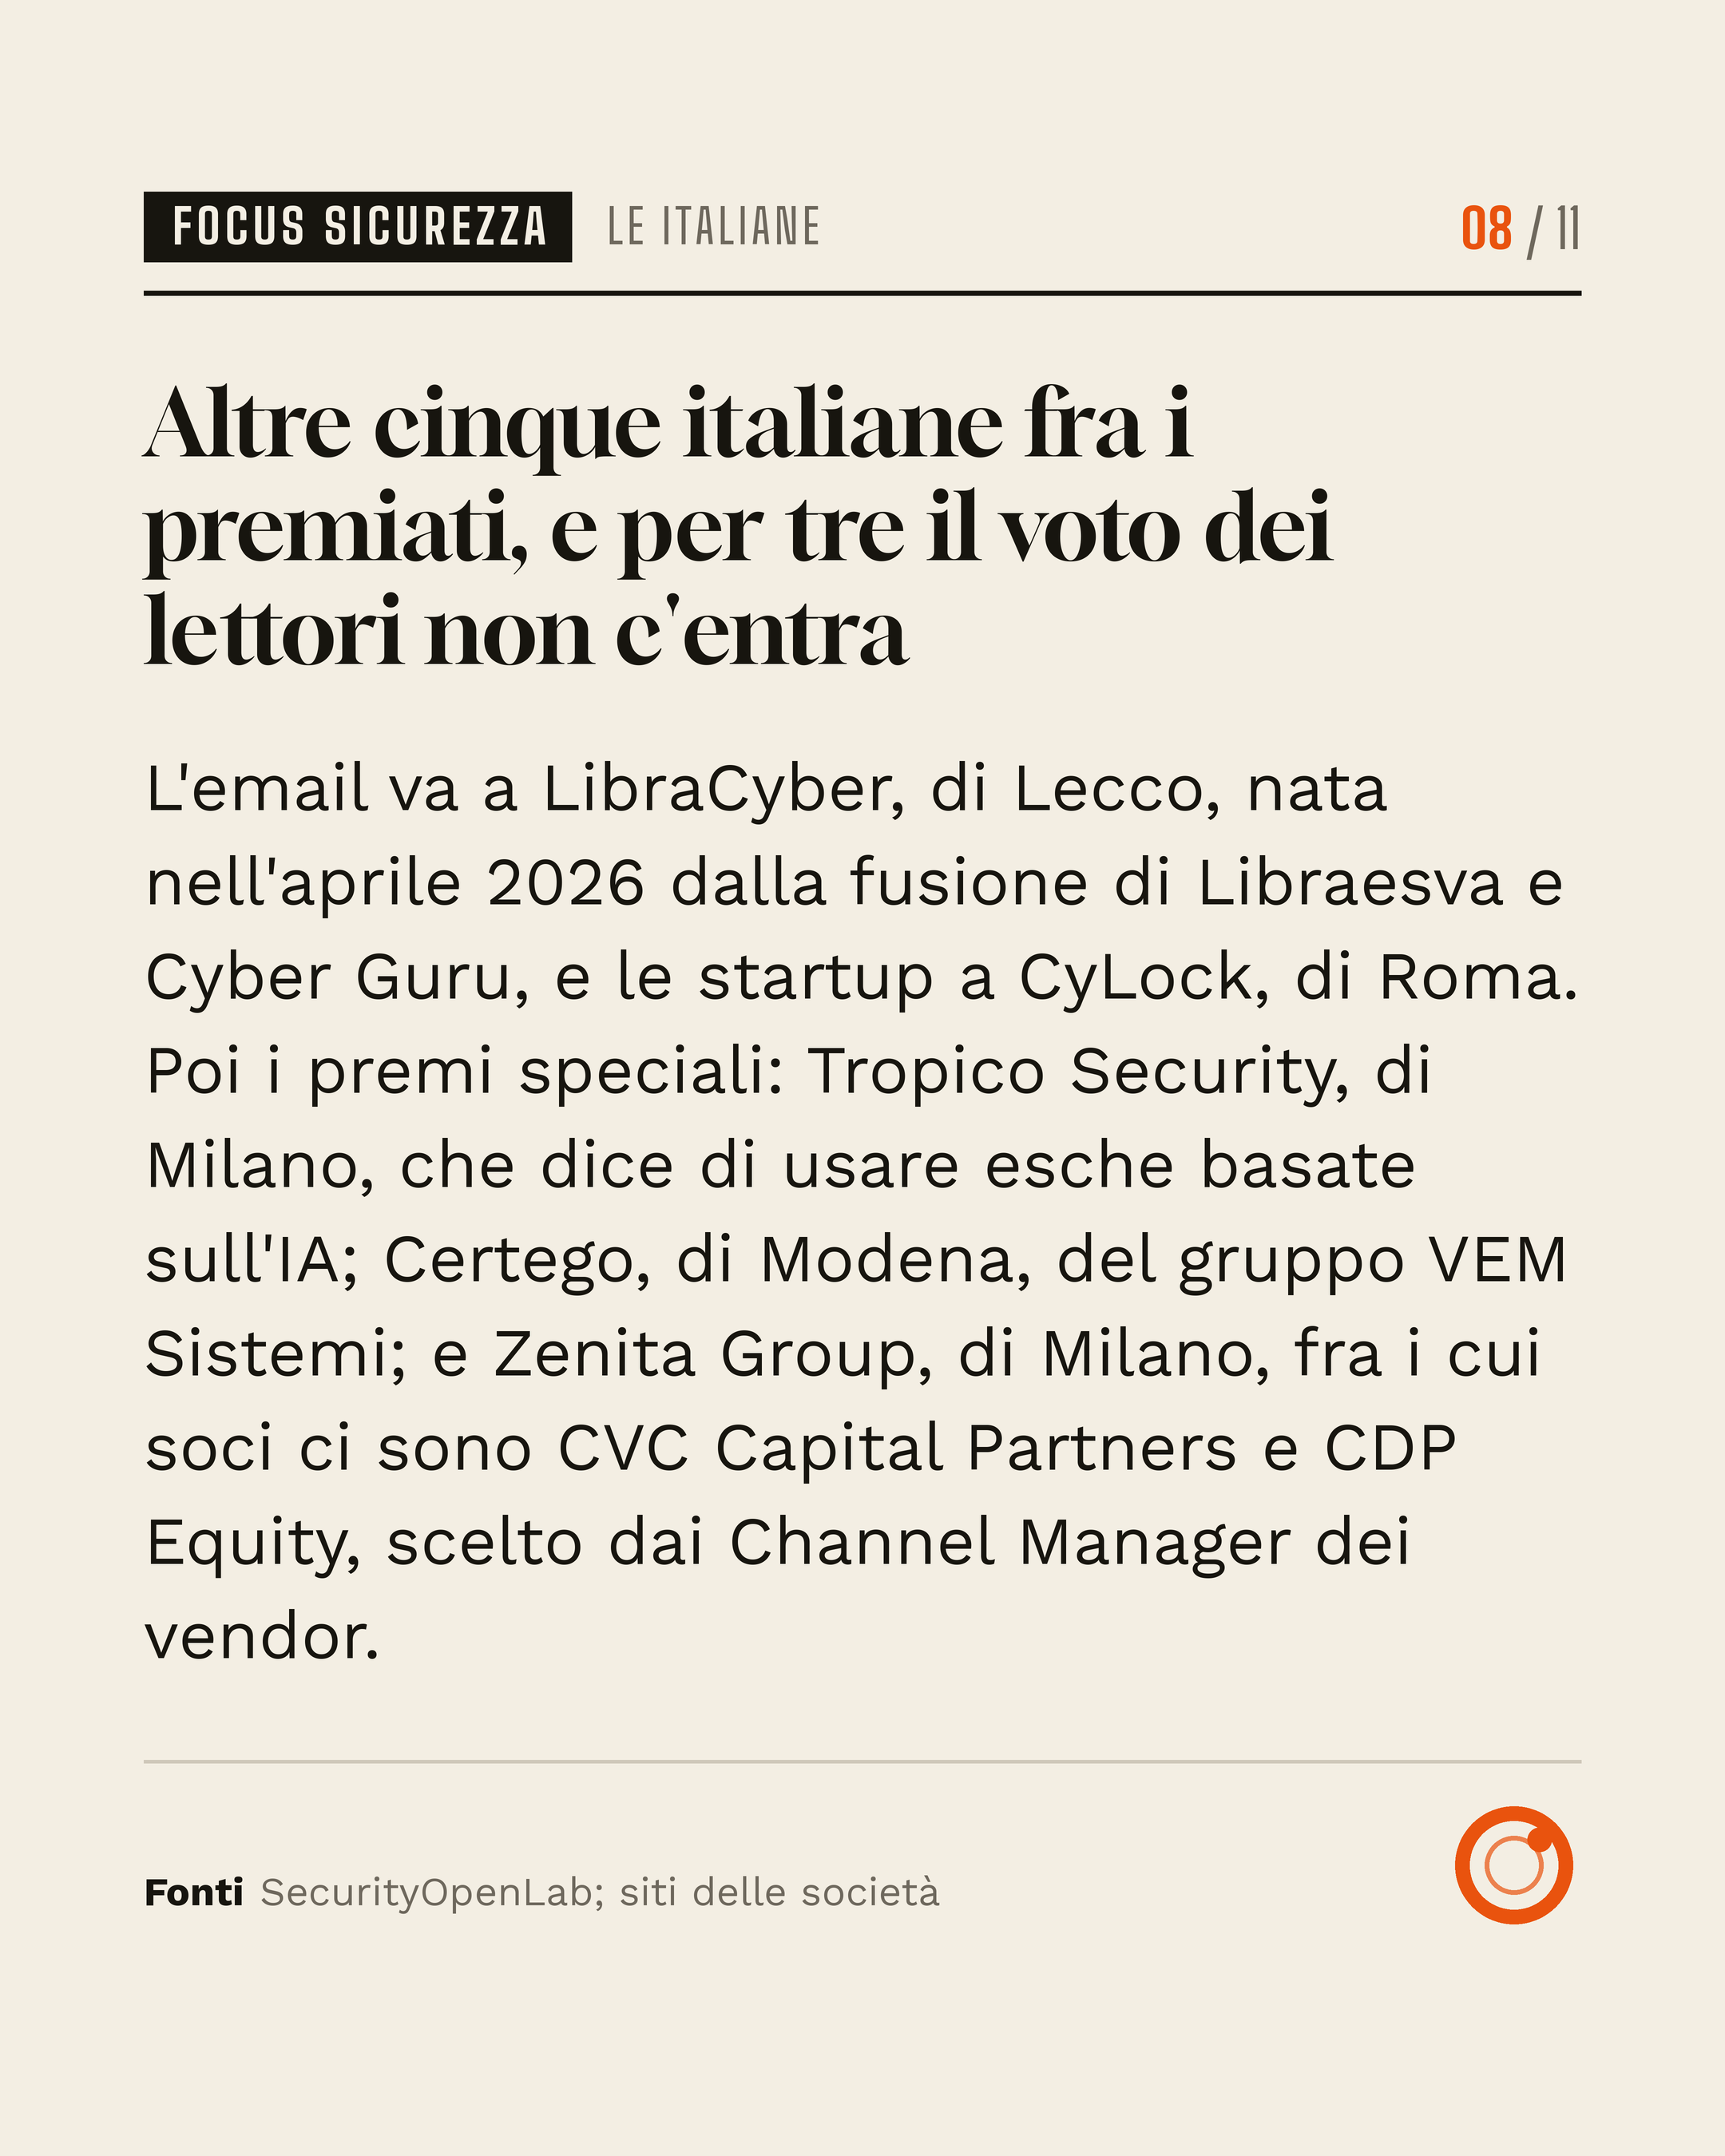 FOCUS SICUREZZA LE ITALIANE 08 / 11
Altre cinque italiane fra i
premiati, e per tre il voto dei
lettori non c'entra
L'email va a LibraCyber, di Lecco, nata
nell'aprile 2026 dalla fusione di Libraesva e
Cyber Guru, e le startup a CyLock, di Roma.
Poi i premi speciali: Tropico Security, di
Milano, che dice di usare esche basate
sull'IA; Certego, di Modena, del gruppo VEM
Sistemi; e Zenita Group, di Milano, fra i cui
soci ci sono CVC Capital Partners e CDP
Equity, scelto dai Channel Manager dei
vendor.
Fonti SecurityOpenLab; siti delle società